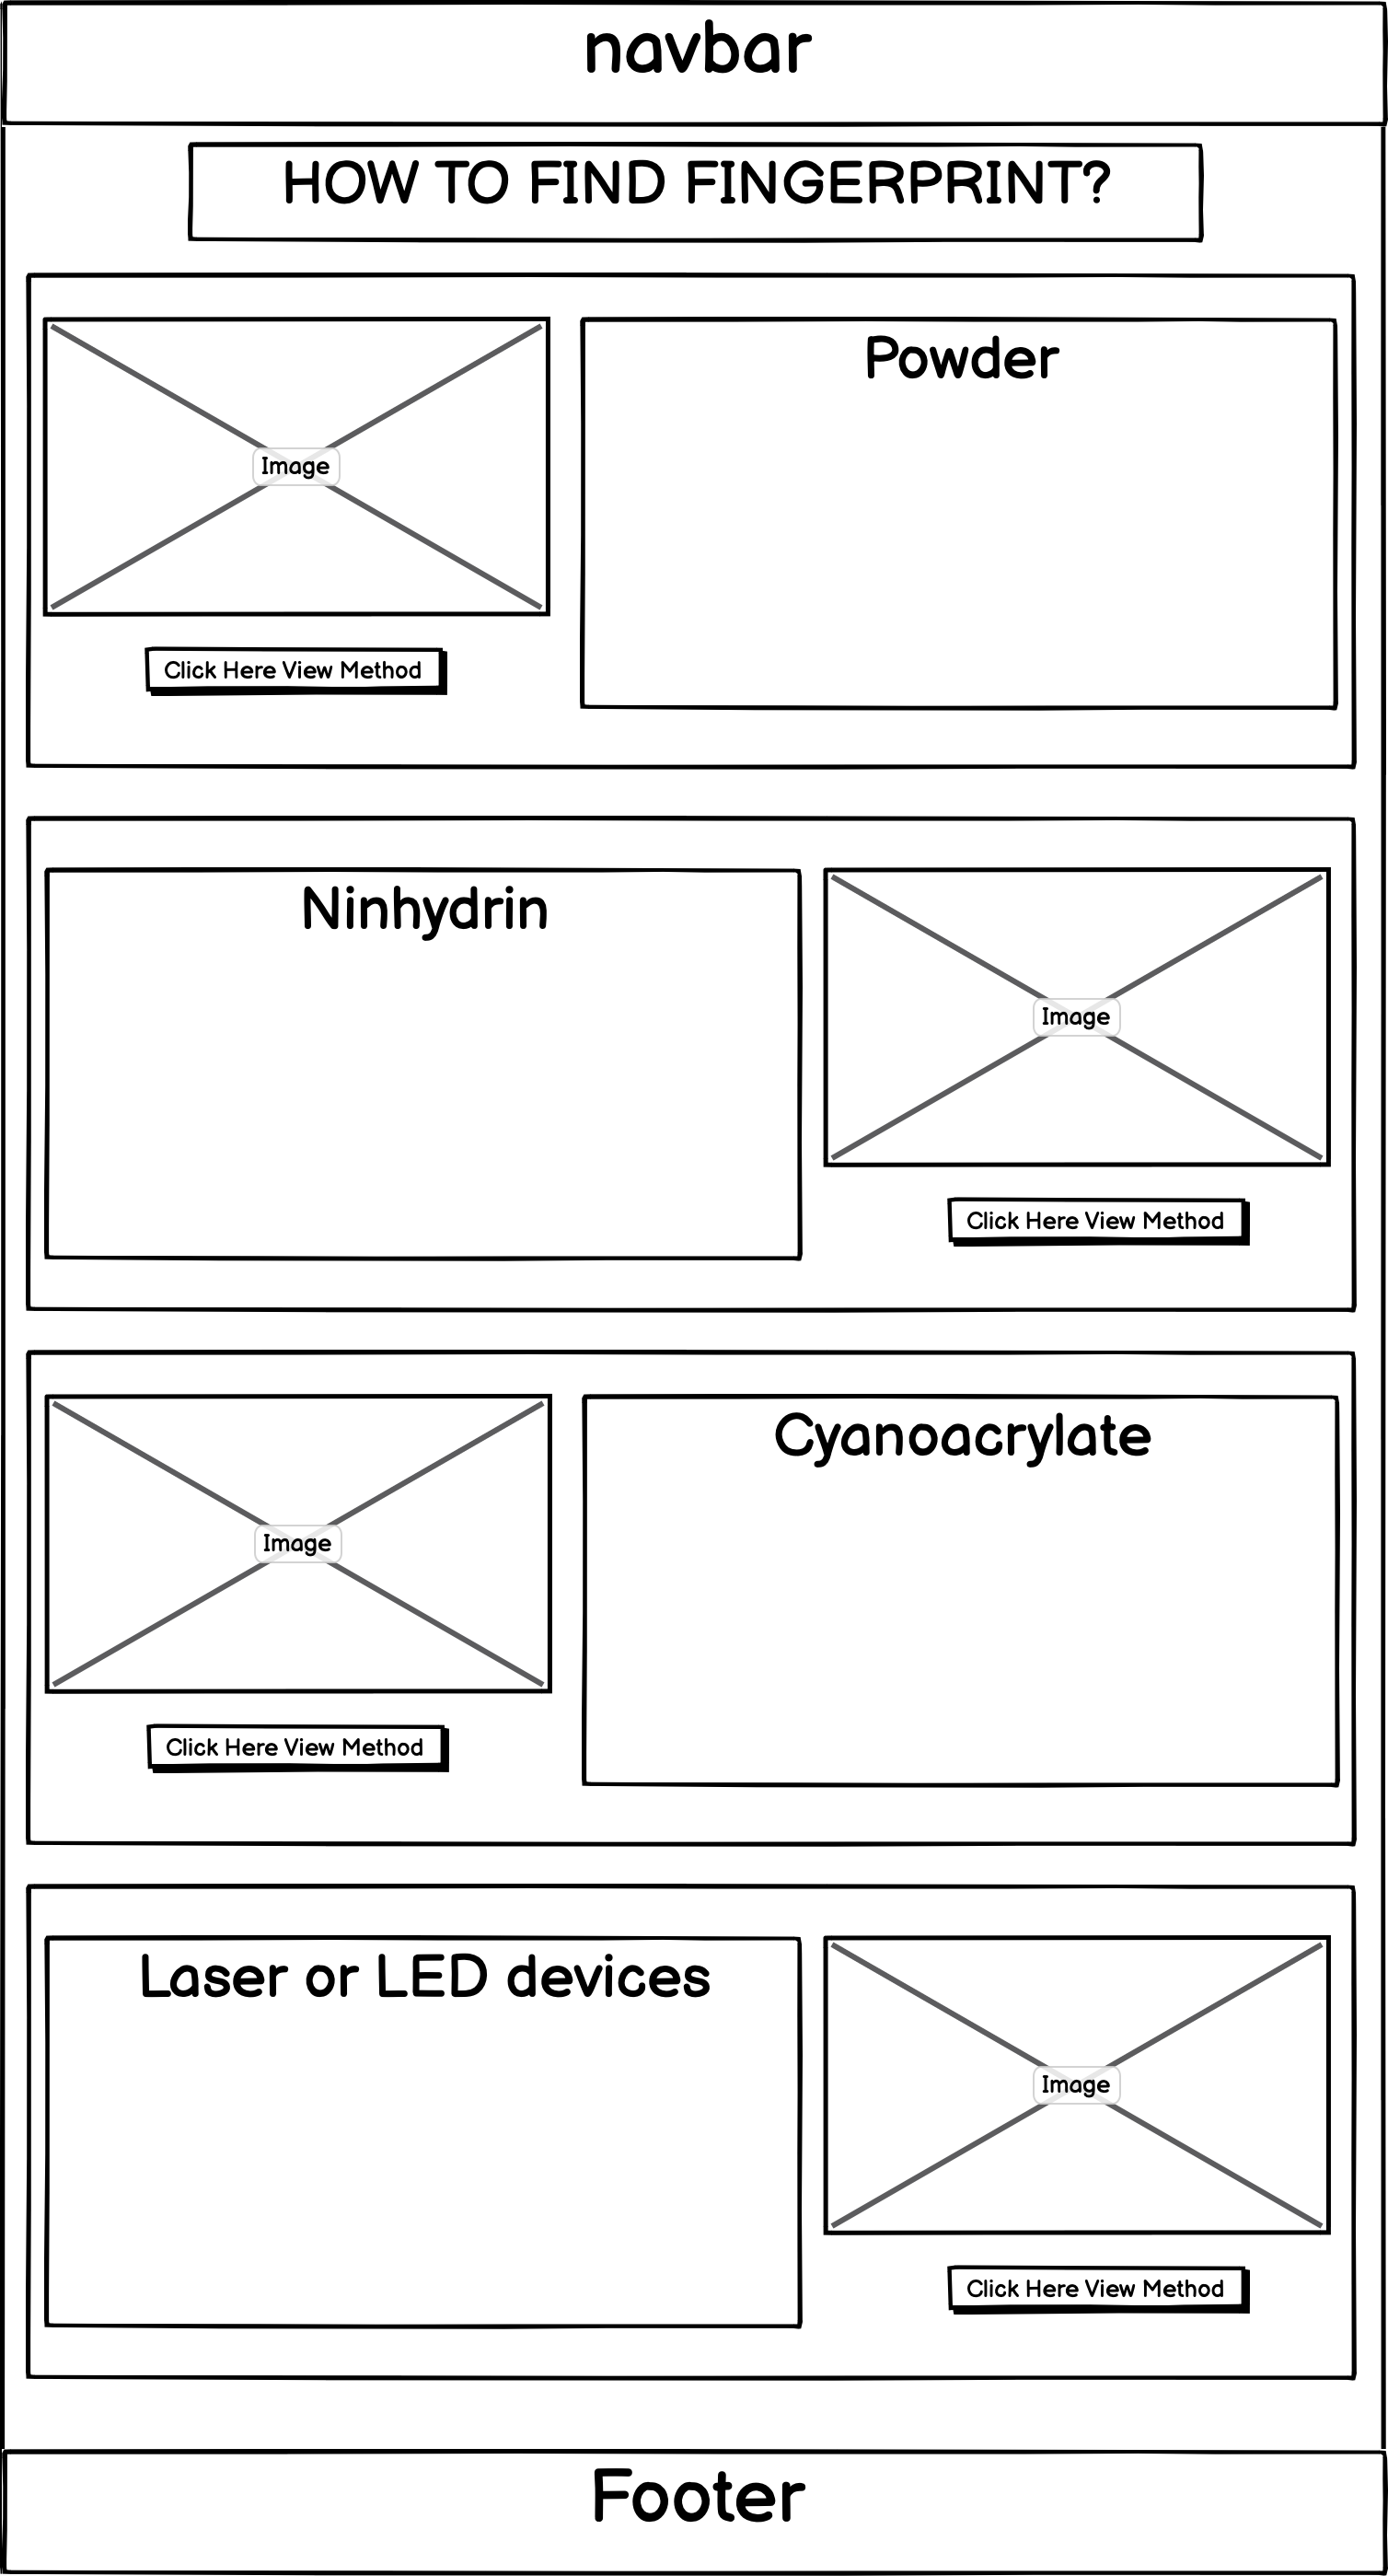 navbar
HOW TO FIND FINGERPRINT?
Image
Powder
Click Here View Method
Ninhydrin
Image
Click Here View Method
Image
Cyanoacrylate
Click Here View Method
Laser or LED devices
Image
Click Here View Method
Footer